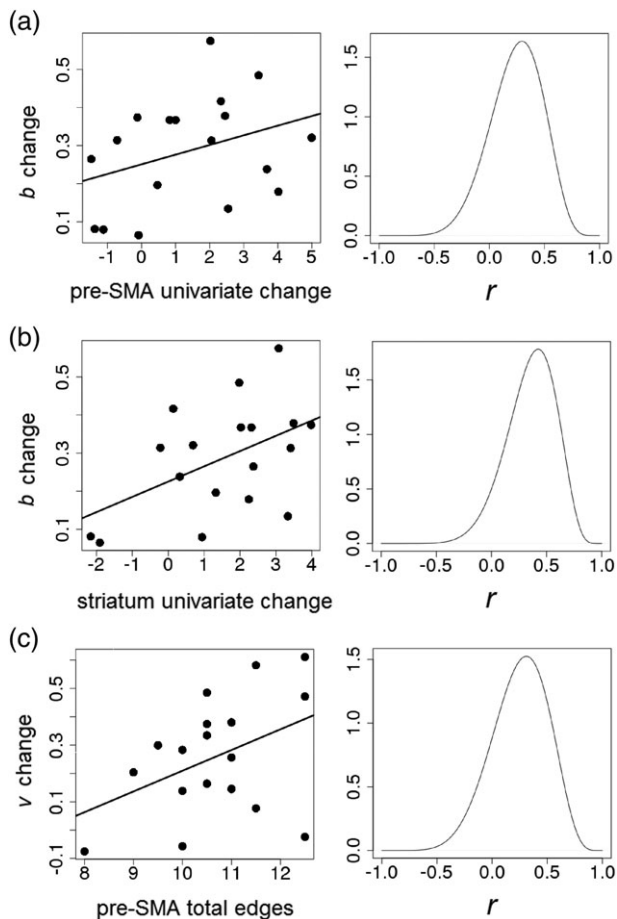 (a)
b change
0.1 0.3 0.5
-1 0 1 2 3 4 5
pre-SMA univariate change
0.0 0.5 1.0 1.5
-1.0 -0.5 0.0 0.5 1.0
r
(b)
b change
0.1 0.3 0.5
-2 -1 0 1 2 3 4
striatum univariate change
0.0 0.5 1.0 1.5
-1.0 -0.5 0.0 0.5 1.0
r
(c)
v change
-0.1 0.1 0.3 0.5
8 9 10 11 12
pre-SMA total edges
0.0 0.5 1.0 1.5
-1.0 -0.5 0.0 0.5 1.0
r